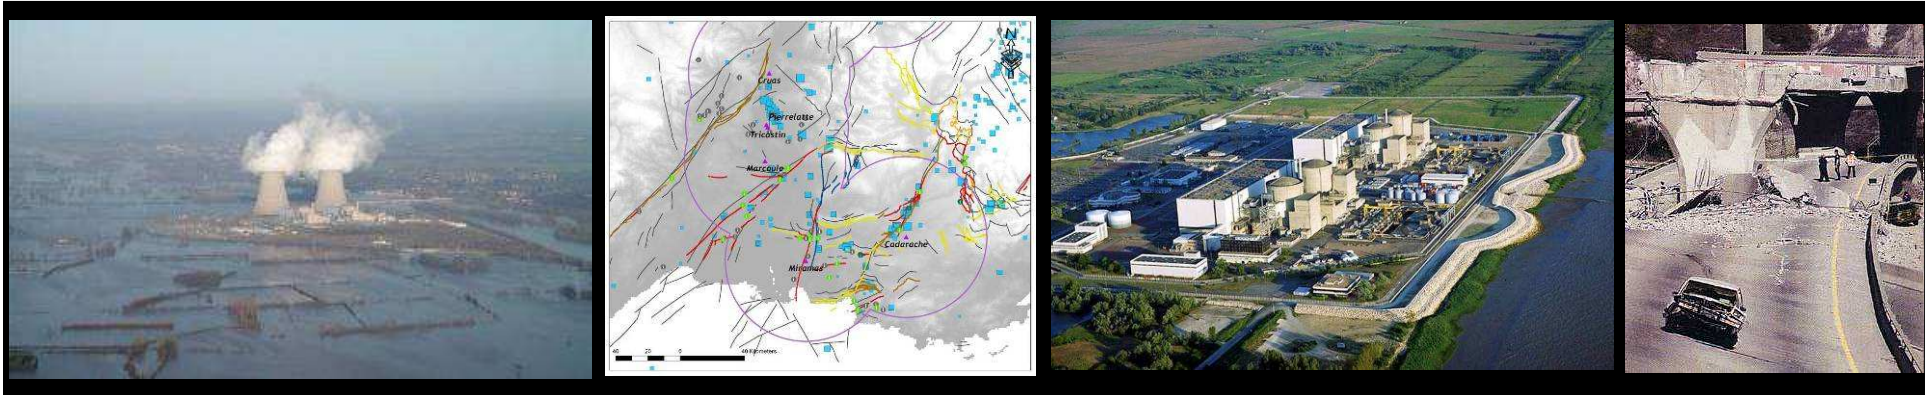 N
Cruas
Pierrelatte
Tricastin
Marcoule
Cadarache
Miramas
40 20 0 40 Kilometers